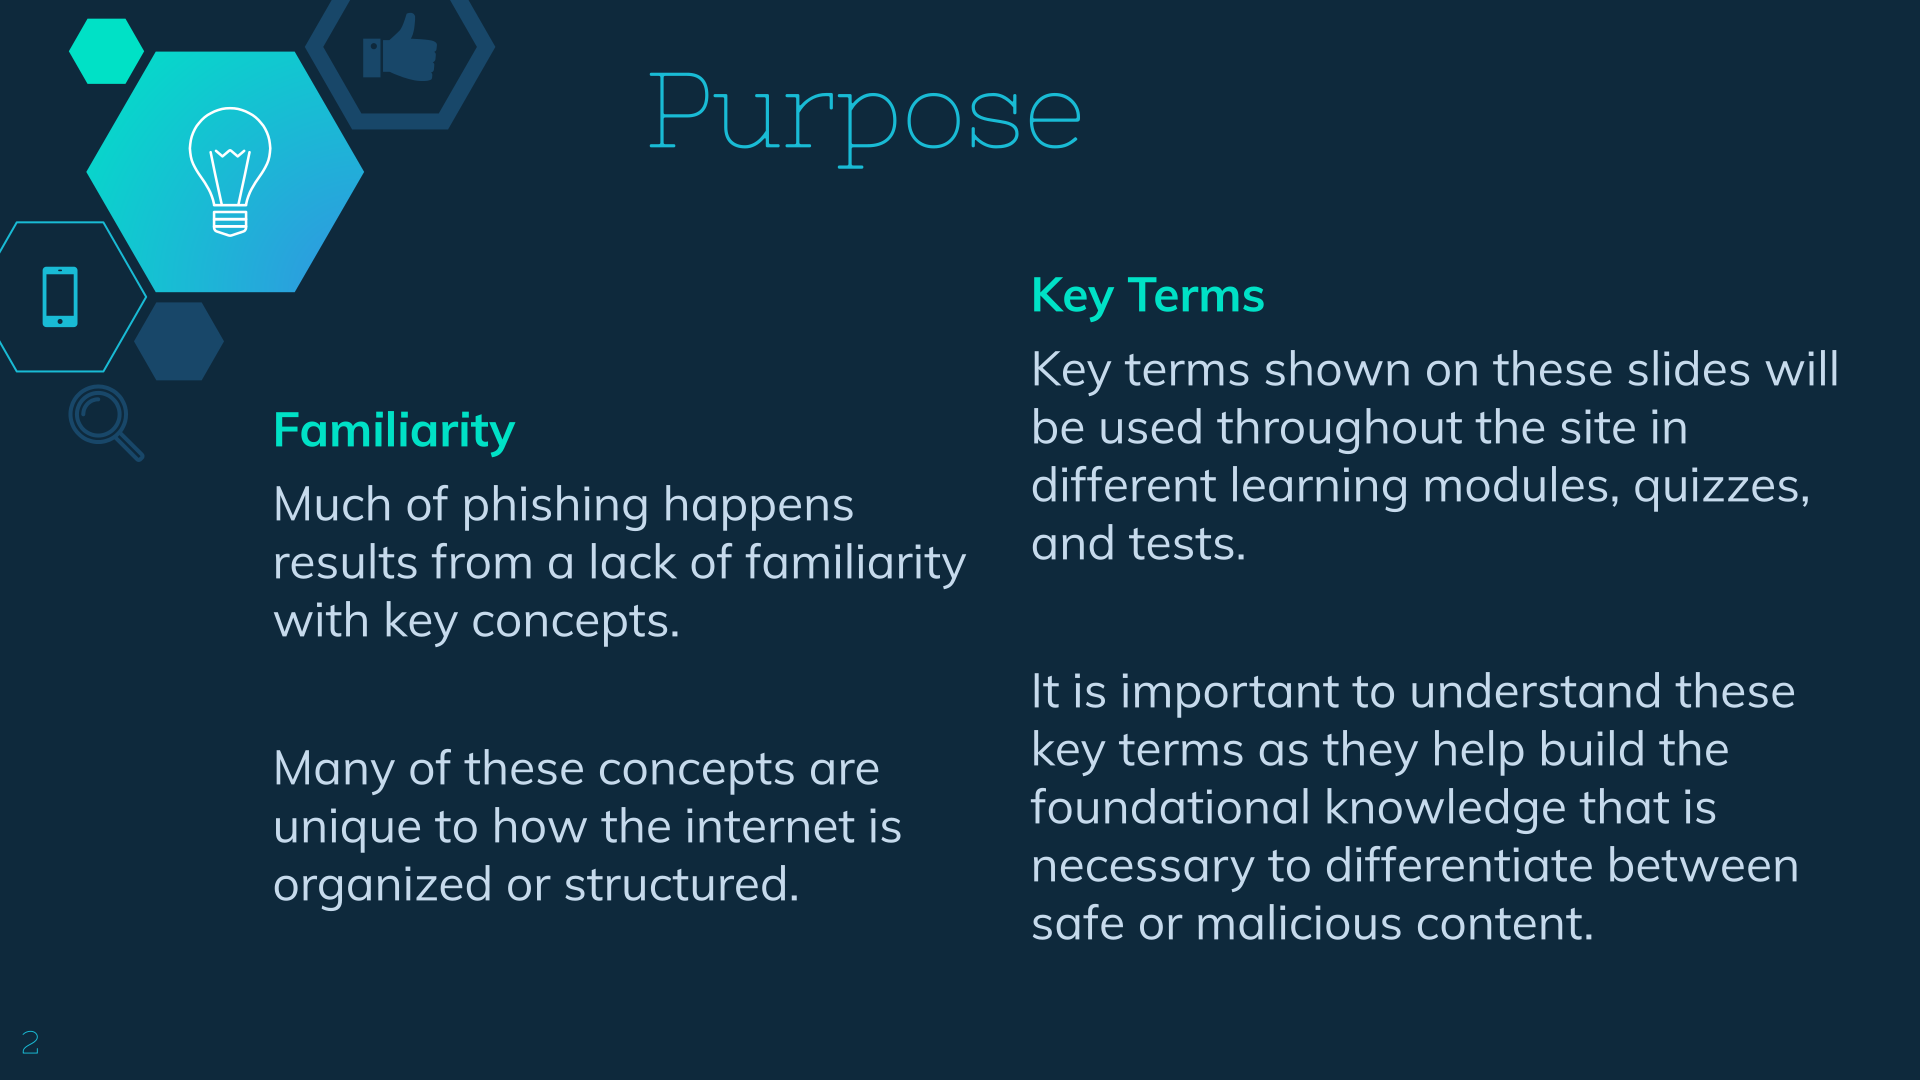 Purpose
Familiarity
Much of phishing happens
results from a lack of familiarity
with key concepts.
Many of these concepts are
unique to how the internet is
organized or structured.
Key Terms
Key terms shown on these slides will
be used throughout the site in
different learning modules, quizzes,
and tests.
It is important to understand these
key terms as they help build the
foundational knowledge that is
necessary to differentiate between
safe or malicious content.
2